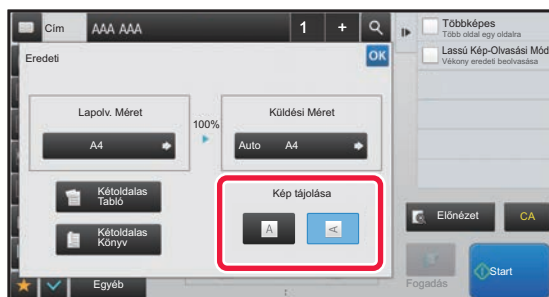 Cím
AAA AAA
1
+
Többképes
Több oldal egy oldalra
Lassú Kép-Olvasási Mód
Vékony eredeti beolvasása
Eredeti
OK
Lapolv. Méret
100%
Küldési Méret
A4
Auto A4
Kétoldalas
Tabló
Kép tájolása
Kétoldalas
Könyv
A
A
Előnézet
CA
Egyéb
Fogadás
Start